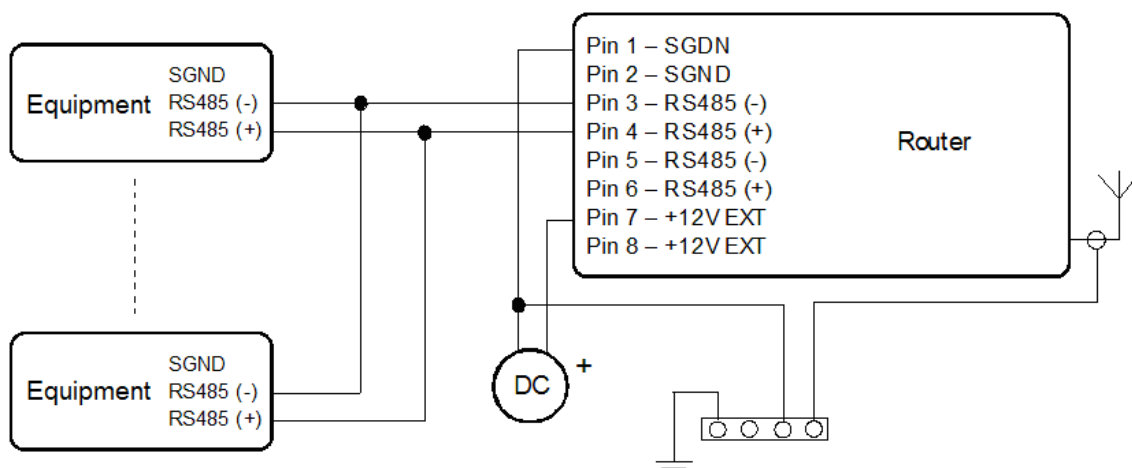 SGND
Equipment
RS485 (-)
RS485 (+)
Pin 1 – SGDN
Pin 2 – SGND
Pin 3 – RS485 (-)
Pin 4 – RS485 (+)
Pin 5 – RS485 (-)
Pin 6 – RS485 (+)
Pin 7 – +12V EXT
Pin 8 – +12V EXT
Router
SGND
Equipment
RS485 (-)
RS485 (+)
DC
+